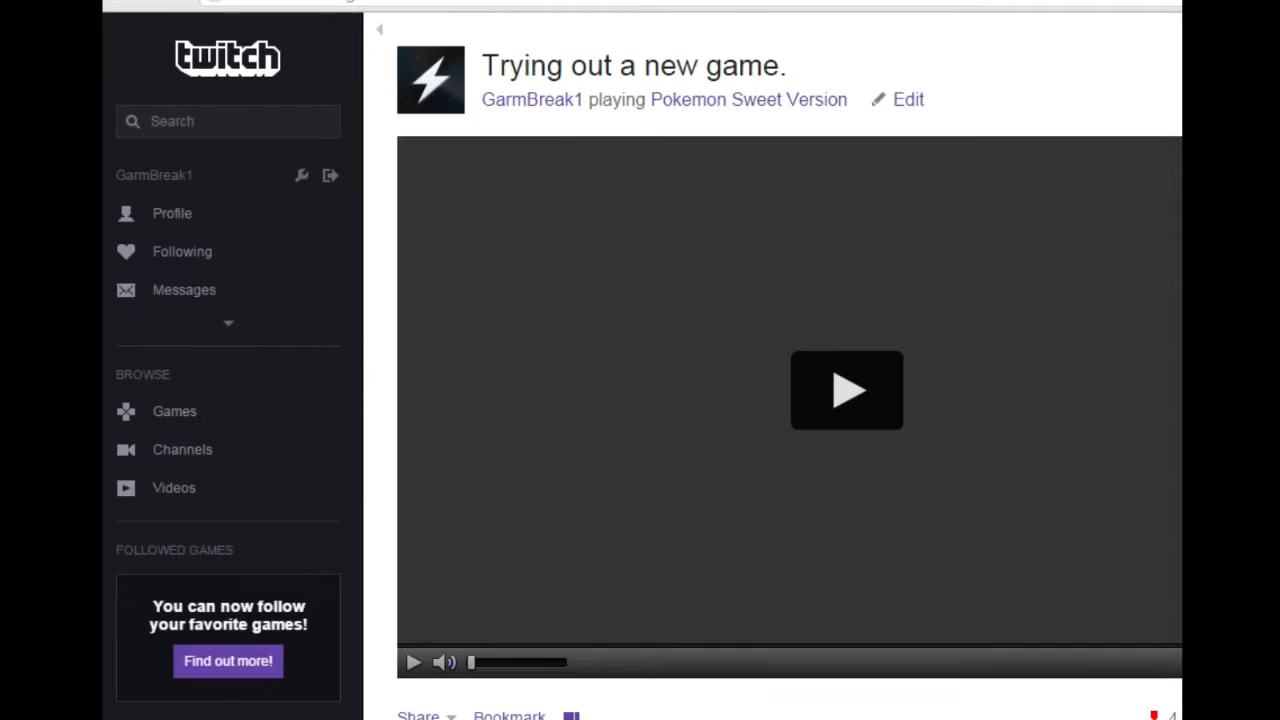 twitch
Search
GarmBreak1
Profile
Following
Messages
BROWSE
Games
Channels
Videos
FOLLOWED GAMES
You can now follow
your favorite games!
Find out more!
Trying out a new game.
GarmBreak1 playing Pokemon Sweet Version Edit
Share Bookmark 4